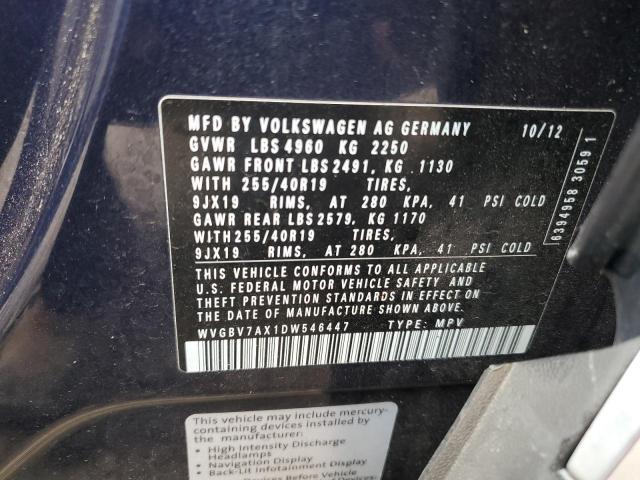 MFD BY VOLKSWAGEN AG GERMANY 10/12
GVWR LBS 4960 KG 2250
GAWR FRONT LBS 2491, KG 1130
WITH 255/40R19 TIRES,
9JX19 RIMS, AT 280 KPA, 41 PSI COLD
GAWR REAR LBS 2579, KG 1170
WITH 255/40R19 TIRES,
9JX19 RIMS, AT 280 KPA, 41 PSI COLD
THIS VEHICLE CONFORMS TO ALL APPLICABLE
U.S. FEDERAL MOTOR VEHICLE SAFETY AND
THEFT PREVENTION STANDARDS IN EFFECT ON
THE DATE OF MANUFACTURE SHOWN ABOVE.
WVGBV7AX1DW546447 TYPE: MPV
6394958 3059 1
This vehicle may include mercury-
containing devices installed by
the manufacturer:
• High Intensity Discharge
Headlamps
• Navigation Display
• Back-Lit Infotainment Display
Devices Before Vehicle